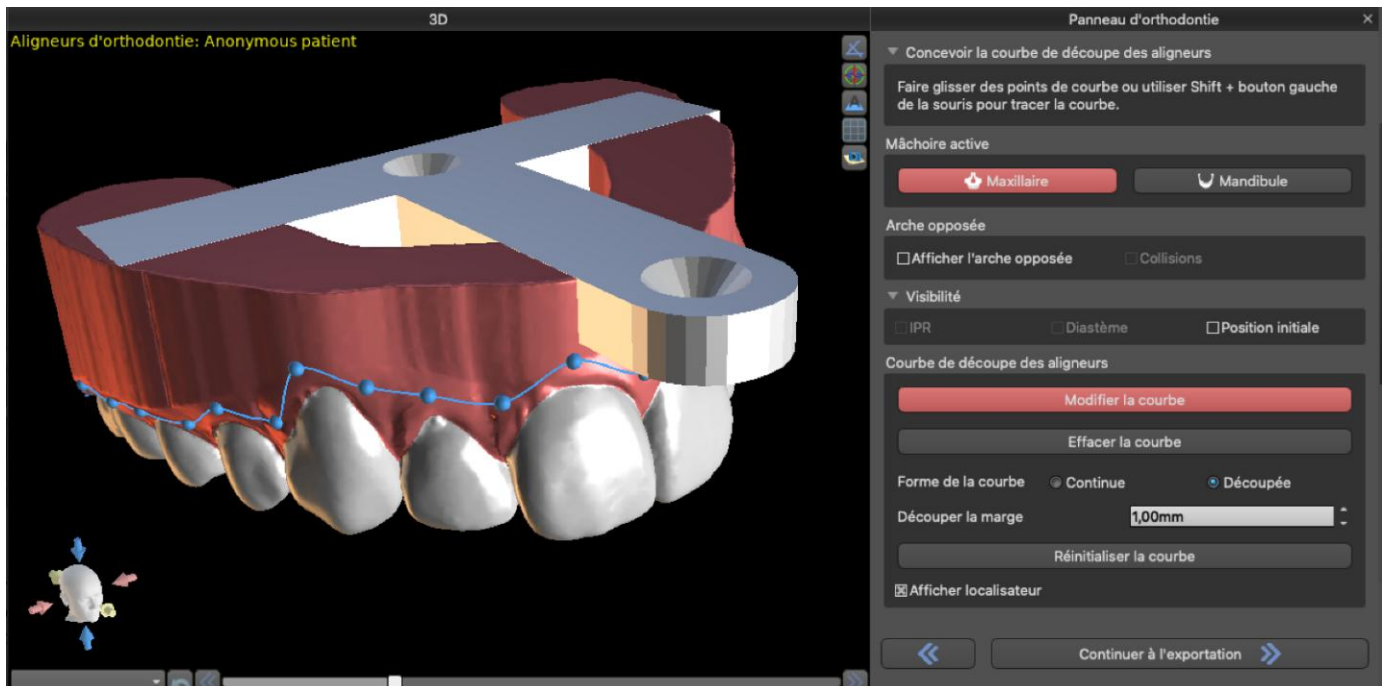 3D
Panneau d'orthodontie
Aligneurs d'orthodontie: Anonymous patient
Concevoir la courbe de découpe des aligneurs
Faire glisser des points de courbe ou utiliser Shift + bouton gauche
de la souris pour tracer la courbe.
Mâchoire active
Maxillaire
Mandibule
Arche opposée
Afficher l'arche opposée
Collisions
Visibilité
IPR
Diastème
Position initiale
Courbe de découpe des aligneurs
Modifier la courbe
Effacer la courbe
Forme de la courbe
Continue
Découpée
Découper la marge
1,00mm
Réinitialiser la courbe
Afficher localisateur
Continuer à l'exportation